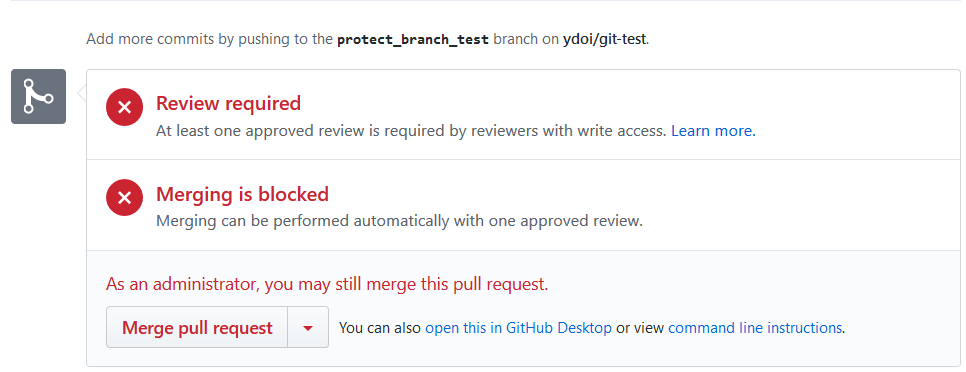 Add more commits by pushing to the protect_branch_test branch on ydoi/git-test.
Review required
At least one approved review is required by reviewers with write access. Learn more.
Merging is blocked
Merging can be performed automatically with one approved review.
As an administrator, you may still merge this pull request.
Merge pull request You can also open this in GitHub Desktop or view command line instructions.